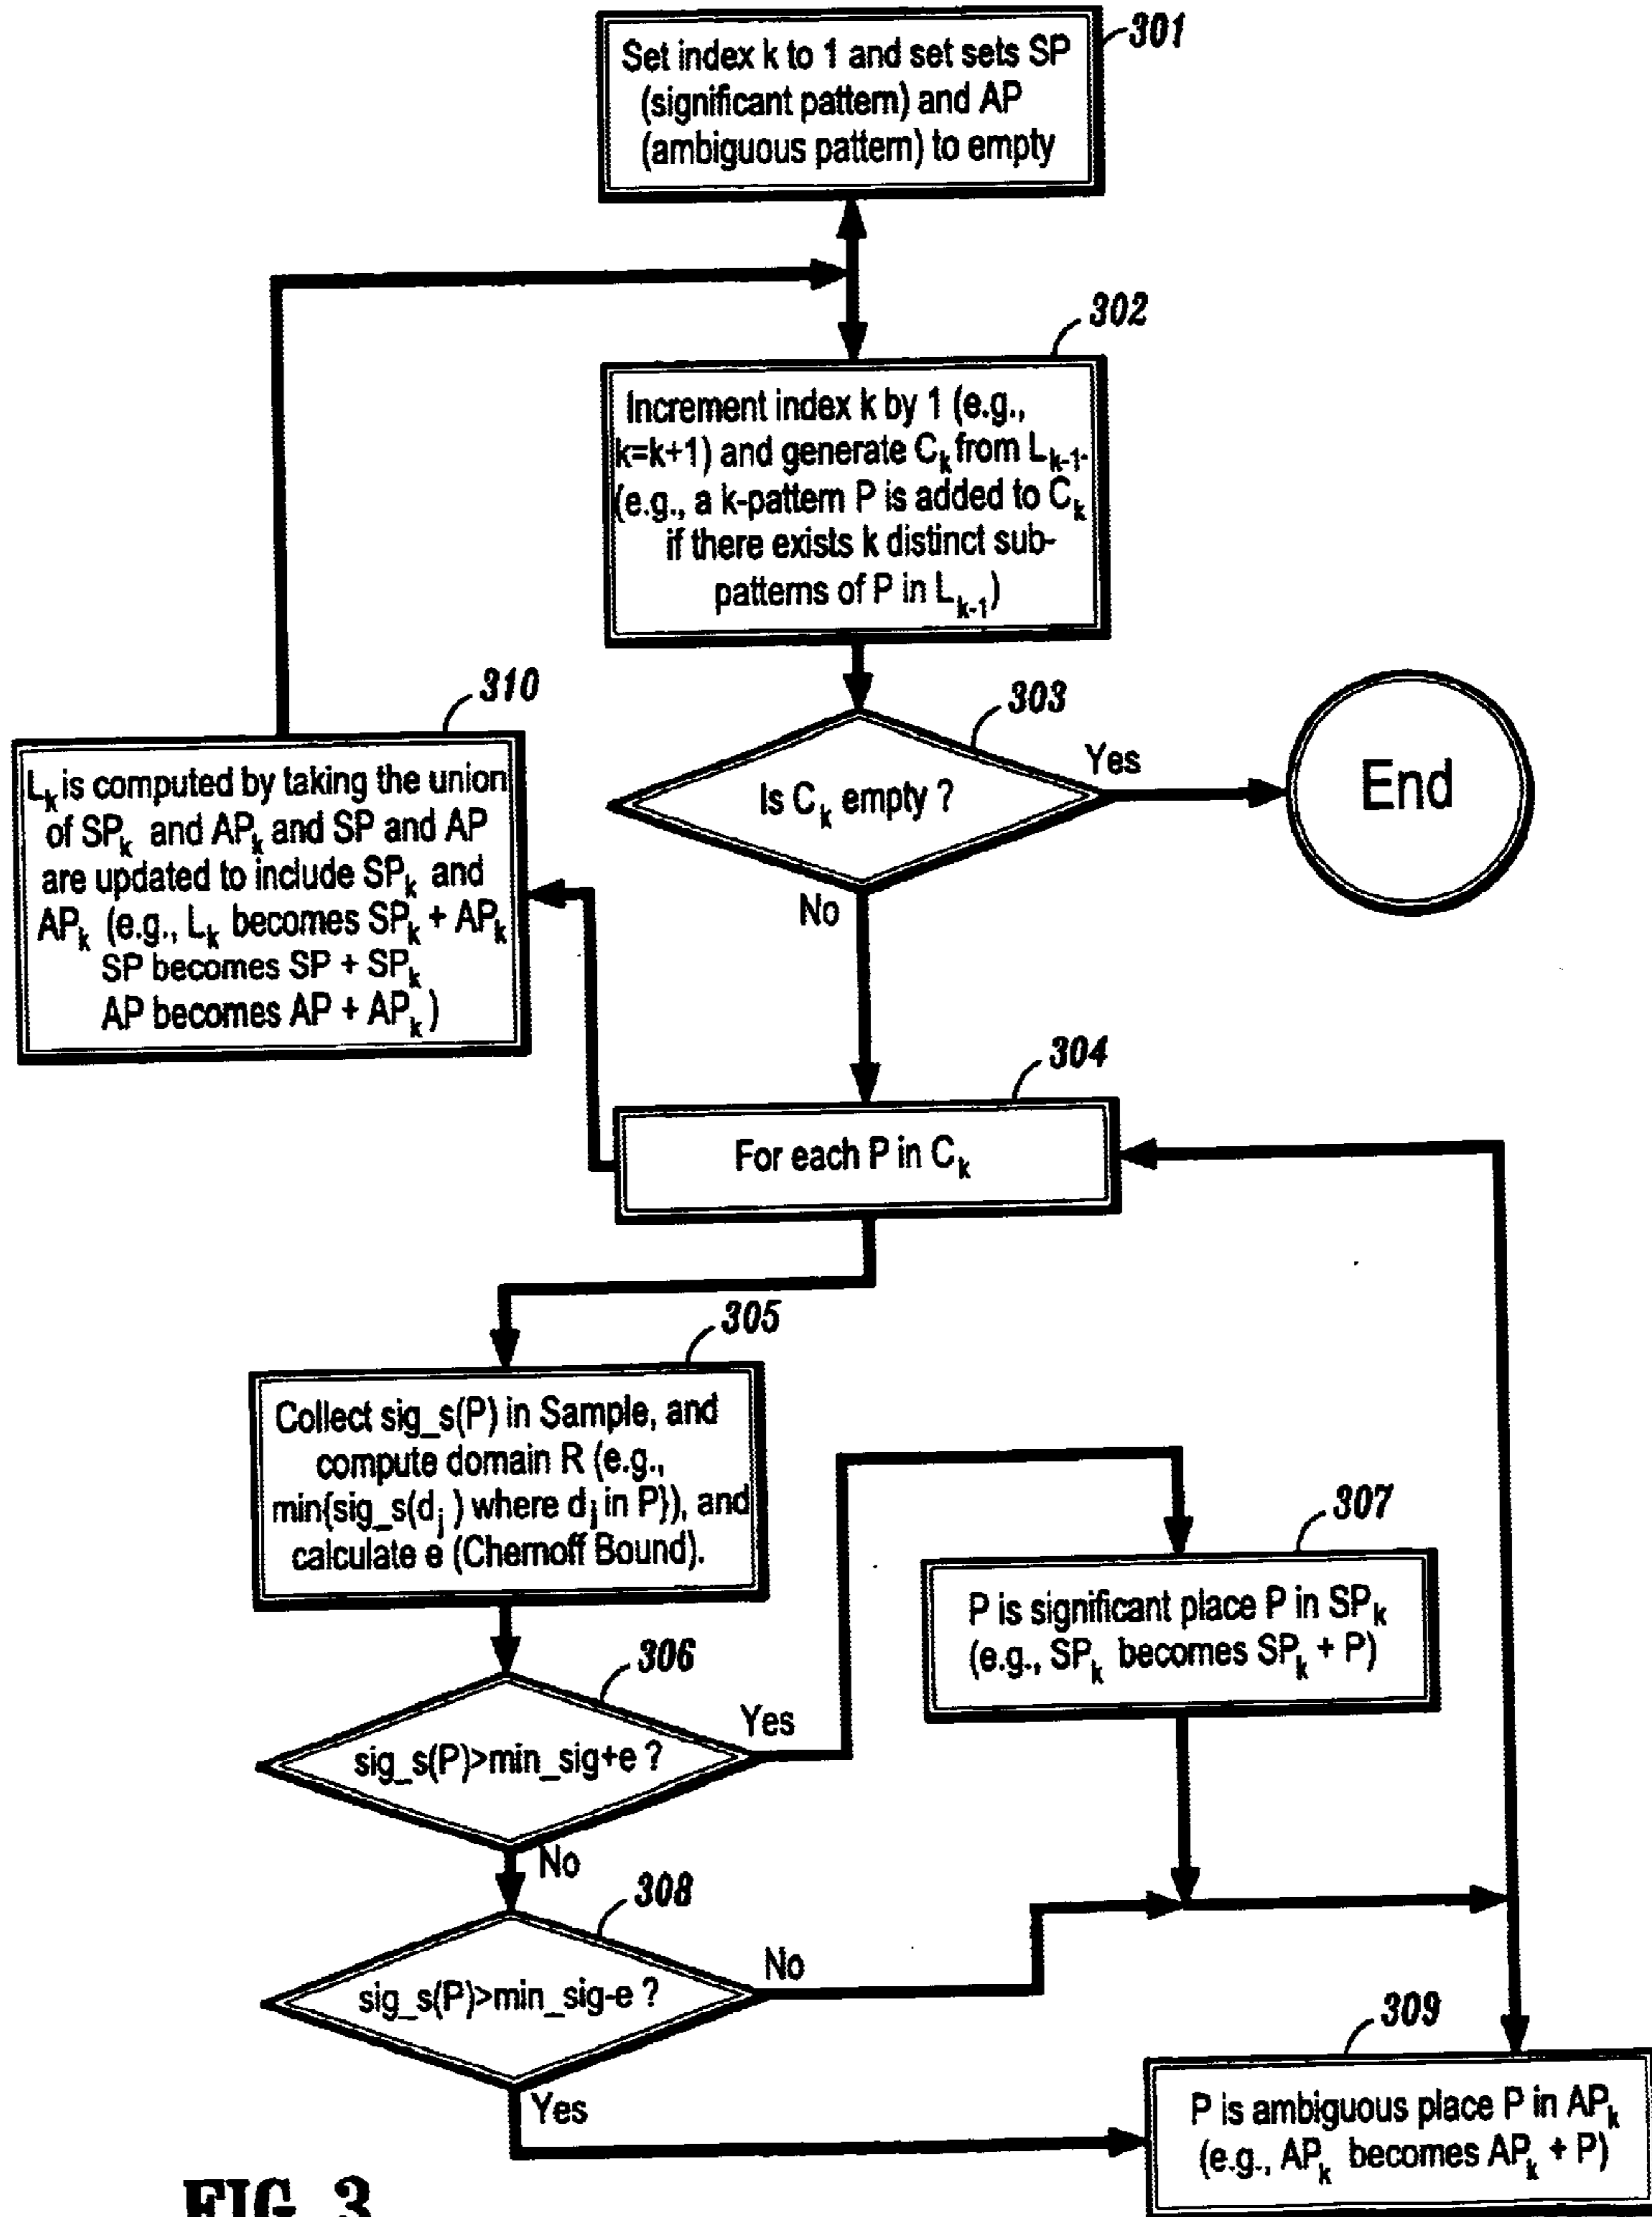 301
Set index k to 1 and set sets SP
(significant pattern) and AP
(ambiguous pattern) to empty
302
Increment index k by 1 (e.g.,
k=k+1) and generate Cₖ from Lₖ₋₁.
(e.g., a k-pattern P is added to Cₖ
if there exists k distinct sub-
patterns of P in Lₖ₋₁)
303
Is Cₖ empty ?
Yes
End
No
310
Lₖ is computed by taking the union
of SPₖ and APₖ and SP and AP
are updated to include SPₖ and
APₖ (e.g., Lₖ becomes SPₖ + APₖ
SP becomes SP + SPₖ
AP becomes AP + APₖ)
304
For each P in Cₖ
305
Collect sig_s(P) in Sample, and
compute domain R (e.g.,
min{sig_s(dⱼ) where dⱼ in P}), and
calculate e (Chernoff Bound).
306
sig_s(P)>min_sig+e ?
Yes
No
307
P is significant place P in SPₖ
(e.g., SPₖ becomes SPₖ + P)
308
sig_s(P)>min_sig-e ?
No
Yes
309
P is ambiguous place P in APₖ
(e.g., APₖ becomes APₖ + P)
FIG. 3